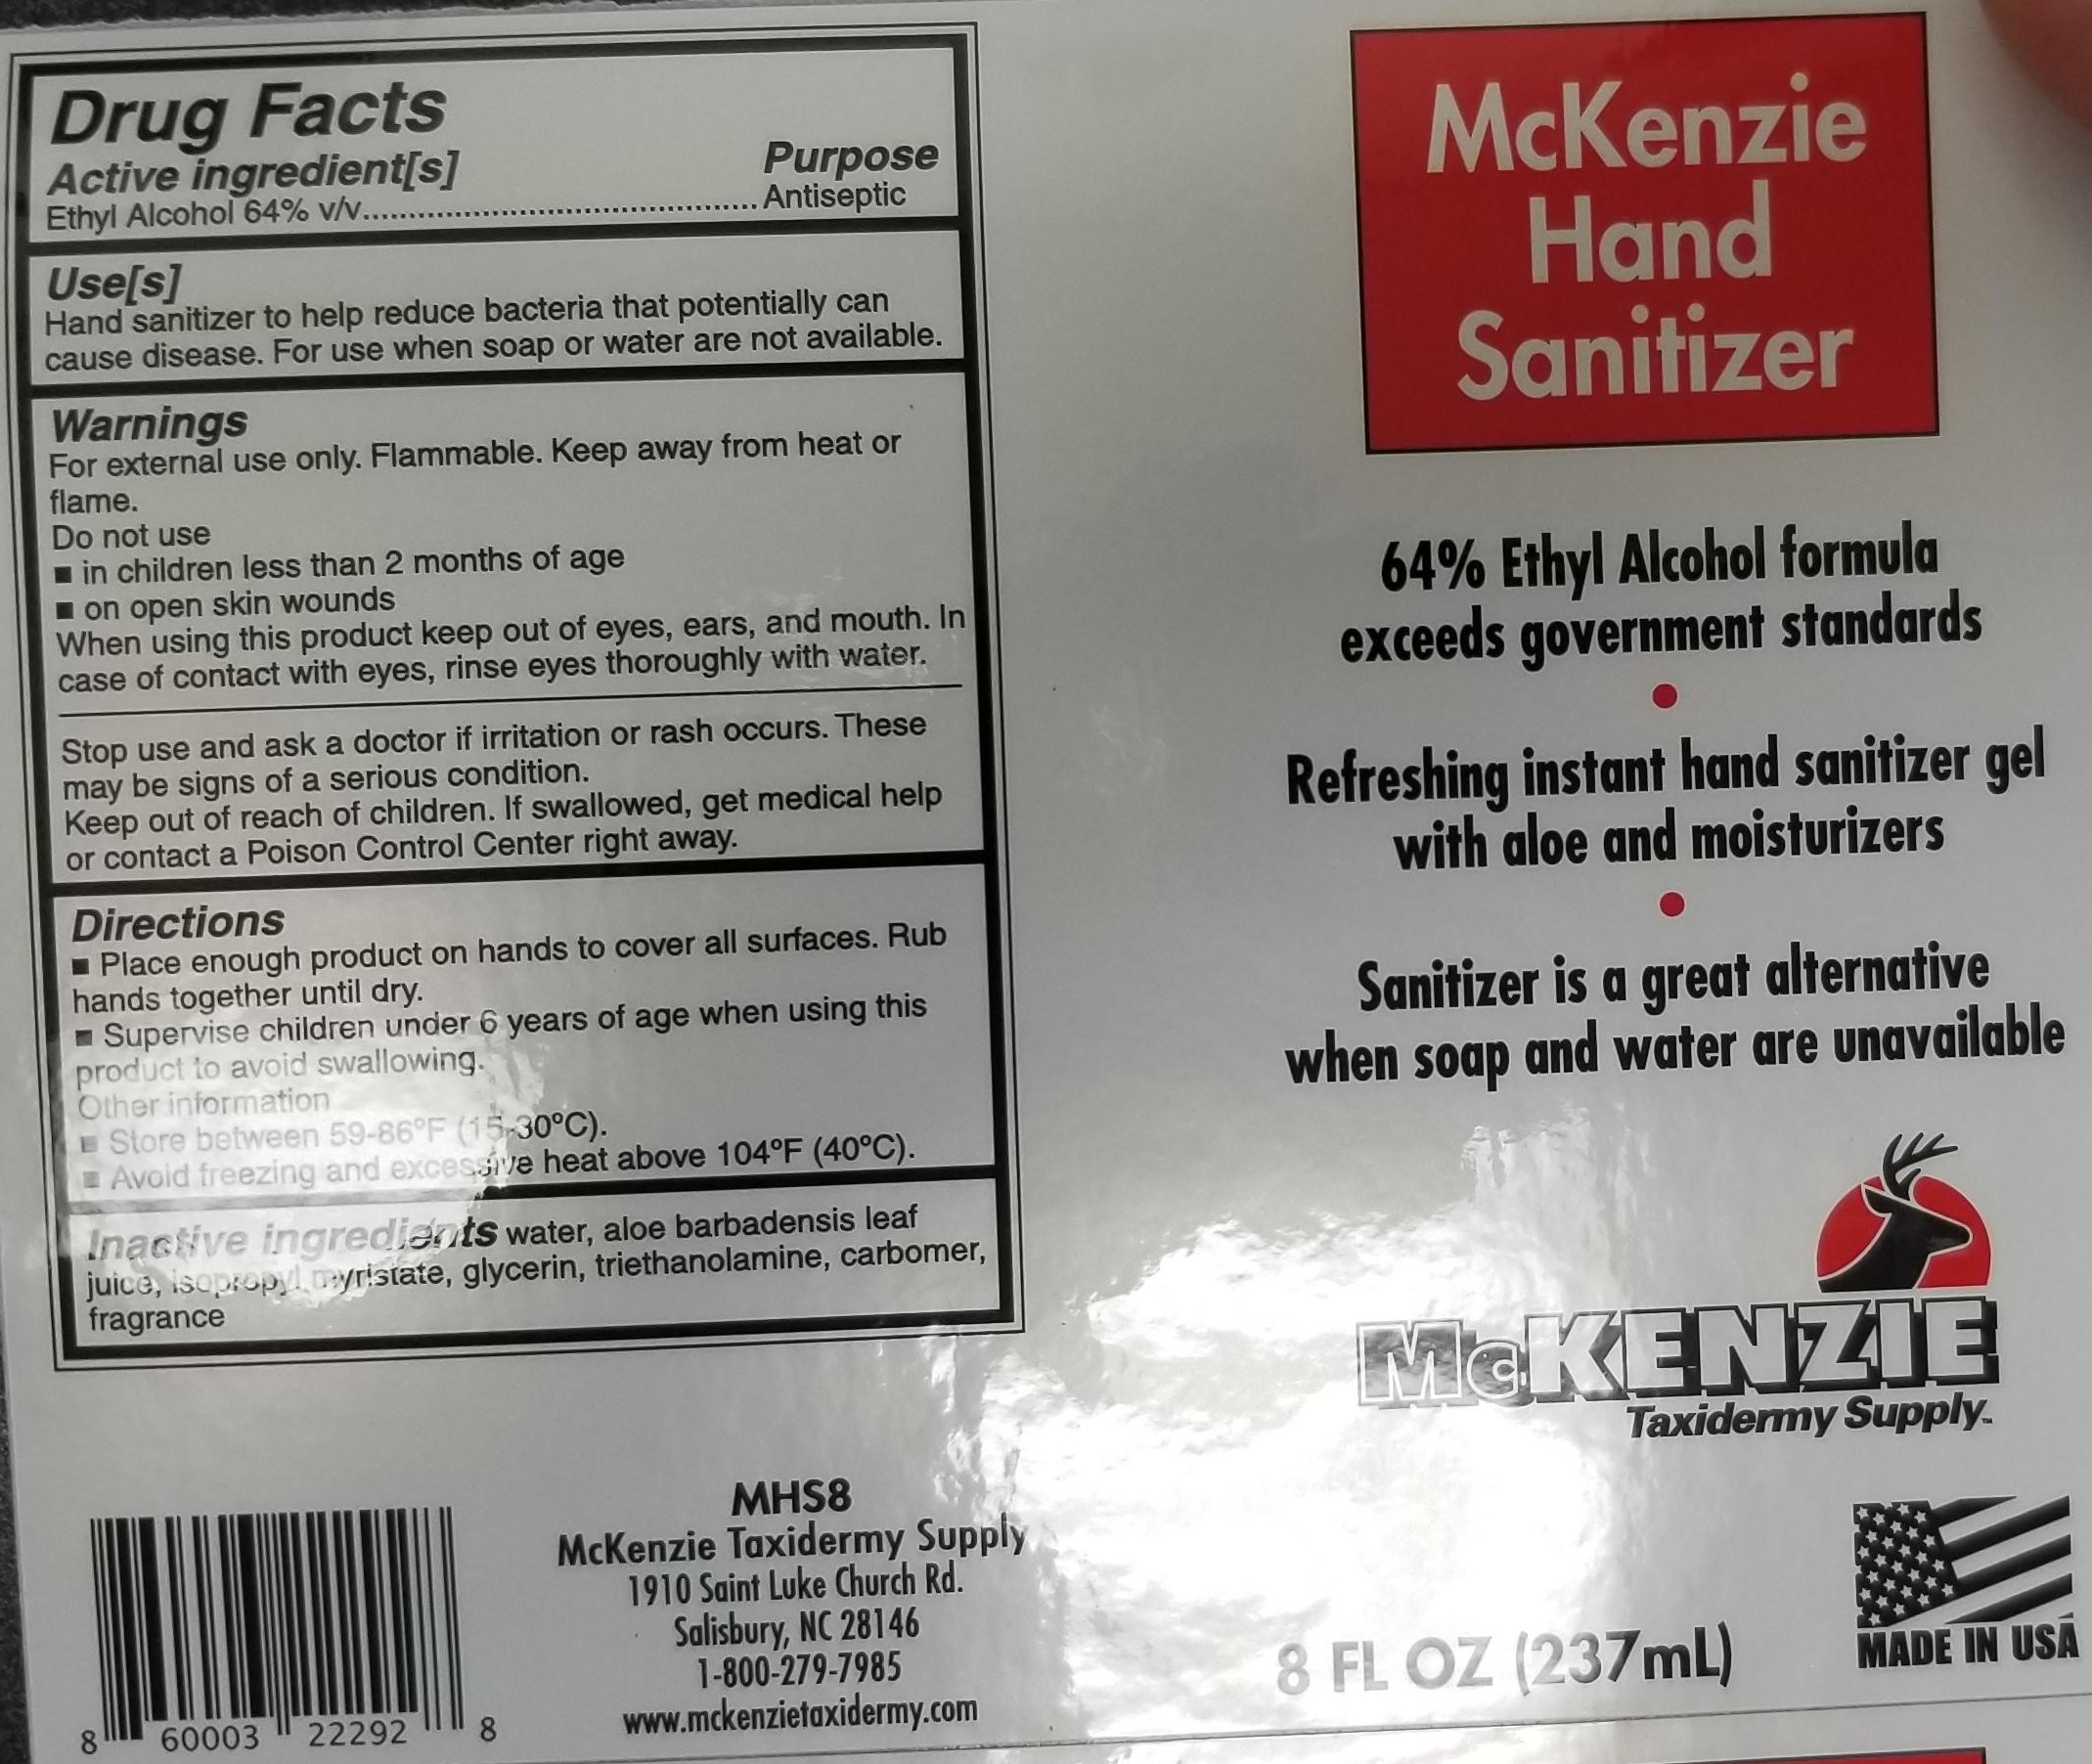 Drug Facts
Active ingredient[s] Purpose
Ethyl Alcohol 64% v/v............................................Antiseptic
Use[s]
Hand sanitizer to help reduce bacteria that potentially can
cause disease. For use when soap or water are not available.
Warnings
For external use only. Flammable. Keep away from heat or
flame.
Do not use
■ in children less than 2 months of age
■ on open skin wounds
When using this product keep out of eyes, ears, and mouth. In
case of contact with eyes, rinse eyes thoroughly with water.
Stop use and ask a doctor if irritation or rash occurs. These
may be signs of a serious condition.
Keep out of reach of children. If swallowed, get medical help
or contact a Poison Control Center right away.
Directions
■ Place enough product on hands to cover all surfaces. Rub
hands together until dry.
■ Supervise children under 6 years of age when using this
product to avoid swallowing.
Other information
■ Store between 59-86ºF (15-30ºC).
■ Avoid freezing and excessive heat above 104ºF (40ºC).
Inactive ingredients water, aloe barbadensis leaf
juice, isopropyl myristate, glycerin, triethanolamine, carbomer,
fragrance
8 60003 22292 8
MHS8
McKenzie Taxidermy Supply
1910 Saint Luke Church Rd.
Salisbury, NC 28146
1-800-279-7985
www.mckenzietaxidermy.com
McKenzie
Hand
Sanitizer
64% Ethyl Alcohol formula
exceeds government standards
Refreshing instant hand sanitizer gel
with aloe and moisturizers
Sanitizer is a great alternative
when soap and water are unavailable
McKENZIE
Taxidermy Supply™
8 FL OZ (237mL)
MADE IN USA